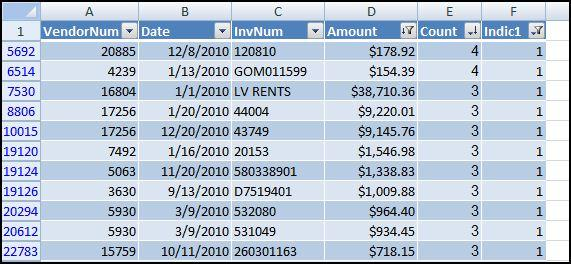 A B C D E F
1 VendorNum Date InvNum Amount Count Indic1
5692 20885 12/8/2010 120810 $178.92 4 1
6514 4239 1/13/2010 GOM011599 $154.39 4 1
7530 16804 1/1/2010 LV RENTS $38,710.36 3 1
8806 17256 1/20/2010 44004 $9,220.01 3 1
10015 17256 12/20/2010 43749 $9,145.76 3 1
19120 7492 1/16/2010 20153 $1,546.98 3 1
19124 5063 11/20/2010 580338901 $1,338.83 3 1
19126 3630 9/13/2010 D7519401 $1,009.88 3 1
20294 5930 3/9/2010 532080 $964.40 3 1
20612 5930 3/9/2010 531049 $934.45 3 1
22783 15759 10/11/2010 260301163 $718.15 3 1